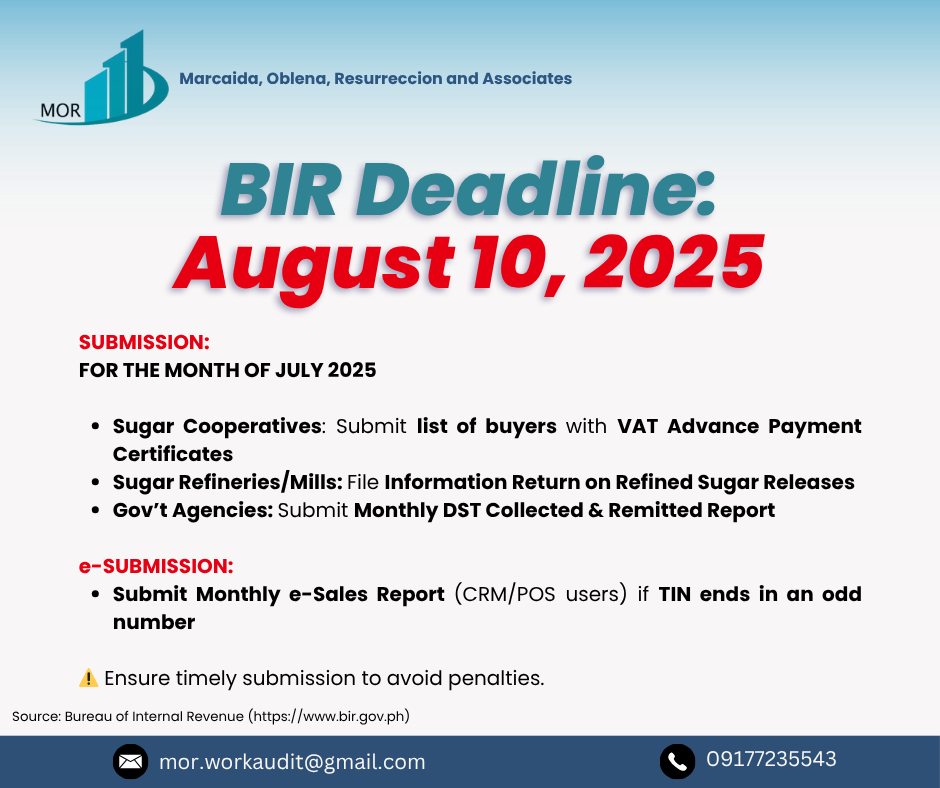 MOR
Marcaida, Oblena, Resurreccion and Associates
BIR Deadline:
August 10, 2025
SUBMISSION:
FOR THE MONTH OF JULY 2025
• Sugar Cooperatives: Submit list of buyers with VAT Advance Payment
Certificates
• Sugar Refineries/Mills: File Information Return on Refined Sugar Releases
• Gov’t Agencies: Submit Monthly DST Collected & Remitted Report
e-SUBMISSION:
• Submit Monthly e-Sales Report (CRM/POS users) if TIN ends in an odd
number
⚠️ Ensure timely submission to avoid penalties.
Source: Bureau of Internal Revenue (https://www.bir.gov.ph)
mor.workaudit@gmail.com
09177235543